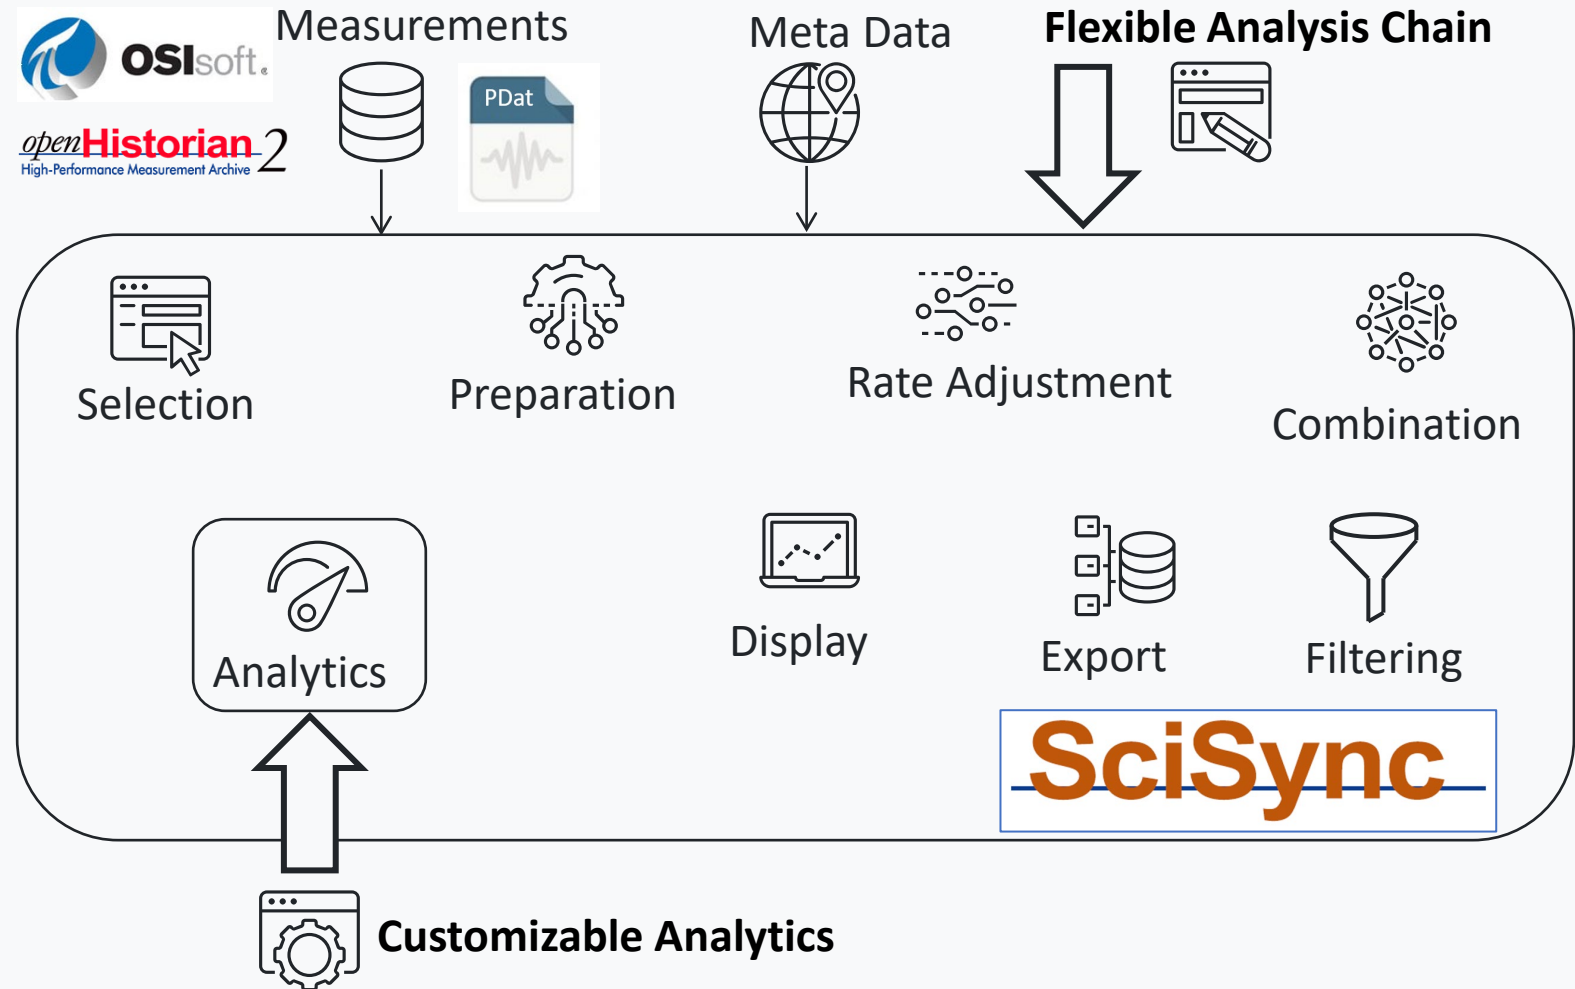 OSIsoft.
Measurements
Meta Data
Flexible Analysis Chain
PDat
openHistorian 2
High-Performance Measurement Archive
Selection
Preparation
Rate Adjustment
Combination
Analytics
Display
Export
Filtering
SciSync
Customizable Analytics